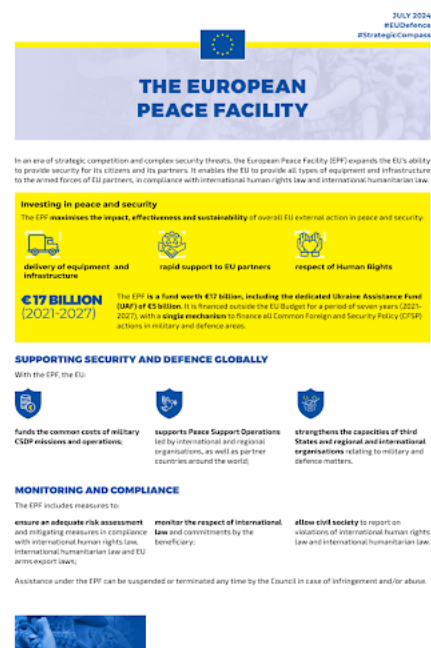 JULY 2024
#EUDefence
#StrategicCompass
THE EUROPEAN
PEACE FACILITY
In an era of strategic competition and complex security threats, the European Peace Facility (EPF) expands the EU's ability
to provide security for its citizens and its partners. It enables the EU to provide all types of equipment and infrastructure
to the armed forces of EU partners, in compliance with international human rights law and international humanitarian law.
Investing in peace and security
The EPF maximises the impact, effectiveness and sustainability of overall EU external action in peace and security:
delivery of equipment and
infrastructure
rapid support to EU partners
respect of Human Rights
€17 BILLION
(2021-2027)
The EPF is a fund worth €17 billion, including the dedicated Ukraine Assistance Fund
(UAF) of €5 billion. It is financed outside the EU Budget for a period of seven years (2021-
2027), with a single mechanism to finance all Common Foreign and Security Policy (CFSP)
actions in military and defence areas.
SUPPORTING SECURITY AND DEFENCE GLOBALLY
With the EPF, the EU:
funds the common costs of military
CSDP missions and operations;
supports Peace Support Operations
led by international and regional
organisations, as well as partner
countries around the world;
strengthens the capacities of third
States and regional and international
organisations relating to military and
defence matters.
MONITORING AND COMPLIANCE
The EPF includes measures to:
ensure an adequate risk assessment
and mitigating measures in compliance
with international human rights law,
international humanitarian law and EU
arms export laws;
monitor the respect of international
law and commitments by the
beneficiary;
allow civil society to report on
violations of international human rights
law and international humanitarian law.
Assistance under the EPF can be suspended or terminated any time by the Council in case of infringement and/or abuse.